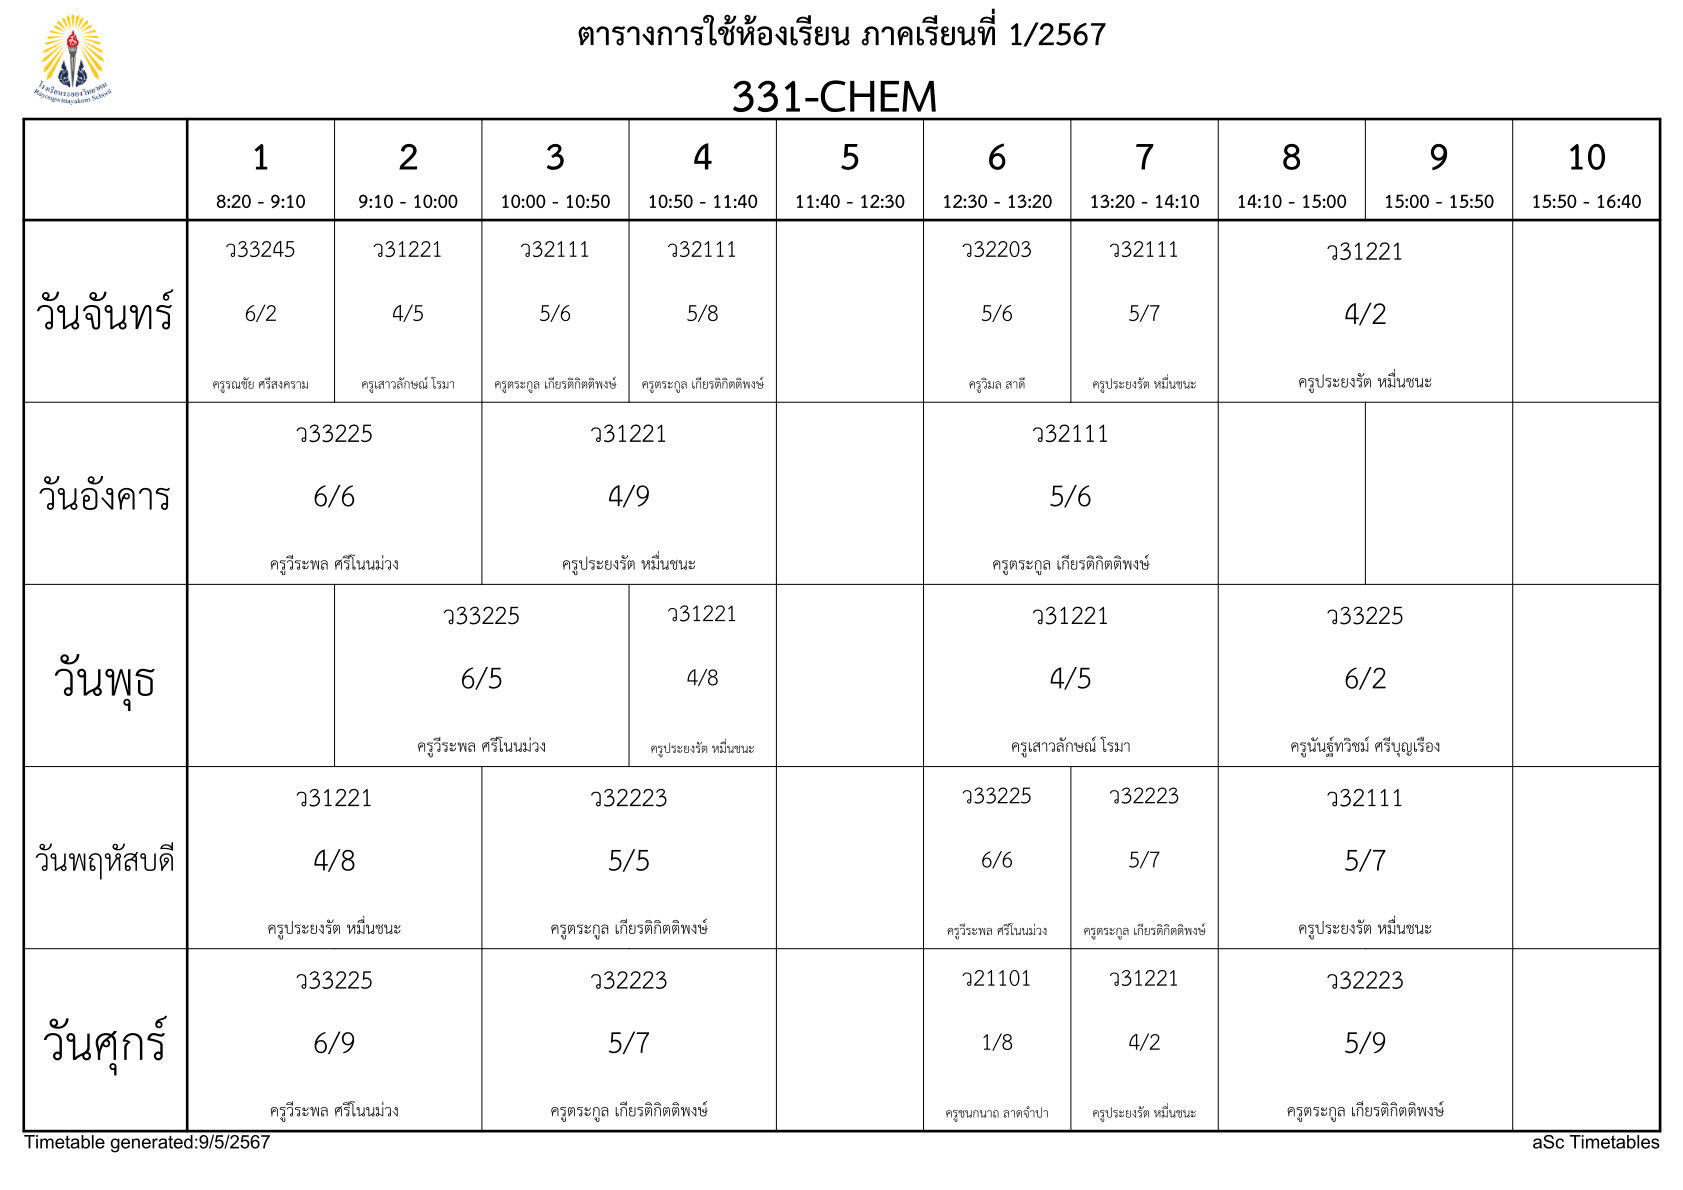 ตารางการใช้ห้องเรียน ภาคเรียนที่ 1/2567
โรงเรียนระยองวิทยาคม
Rayongwittayakom School
331-CHEM
1 2 3 4 5 6 7 8 9 10
8:20 - 9:10 9:10 - 10:00 10:00 - 10:50 10:50 - 11:40 11:40 - 12:30 12:30 - 13:20 13:20 - 14:10 14:10 - 15:00 15:00 - 15:50 15:50 - 16:40
ว33245 ว31221 ว32111 ว32111 ว32203 ว32111 ว31221
วันจันทร์ 6/2 4/5 5/6 5/8 5/6 5/7 4/2
ครูรณชัย ศรีสงคราม ครูเสาวลักษณ์ โรมา ครูตระกูล เกียรติกิตติพงษ์ ครูตระกูล เกียรติกิตติพงษ์ ครูวิมล สาดี ครูประยงรัต หมื่นชนะ ครูประยงรัต หมื่นชนะ
ว33225 ว31221 ว32111
วันอังคาร 6/6 4/9 5/6
ครูวีระพล ศรีโนนม่วง ครูประยงรัต หมื่นชนะ ครูตระกูล เกียรติกิตติพงษ์
ว33225 ว31221 ว31221 ว33225
วันพุธ 6/5 4/8 4/5 6/2
ครูวีระพล ศรีโนนม่วง ครูประยงรัต หมื่นชนะ ครูเสาวลักษณ์ โรมา ครูนันฐ์ทวิชม์ ศรีบุญเรือง
ว31221 ว32223 ว33225 ว32223 ว32111
วันพฤหัสบดี 4/8 5/5 6/6 5/7 5/7
ครูประยงรัต หมื่นชนะ ครูตระกูล เกียรติกิตติพงษ์ ครูวีระพล ศรีโนนม่วง ครูตระกูล เกียรติกิตติพงษ์ ครูประยงรัต หมื่นชนะ
ว33225 ว32223 ว21101 ว31221 ว32223
วันศุกร์ 6/9 5/7 1/8 4/2 5/9
ครูวีระพล ศรีโนนม่วง ครูตระกูล เกียรติกิตติพงษ์ ครูชนกนาถ ลาดจำปา ครูประยงรัต หมื่นชนะ ครูตระกูล เกียรติกิตติพงษ์
Timetable generated:9/5/2567 aSc Timetables